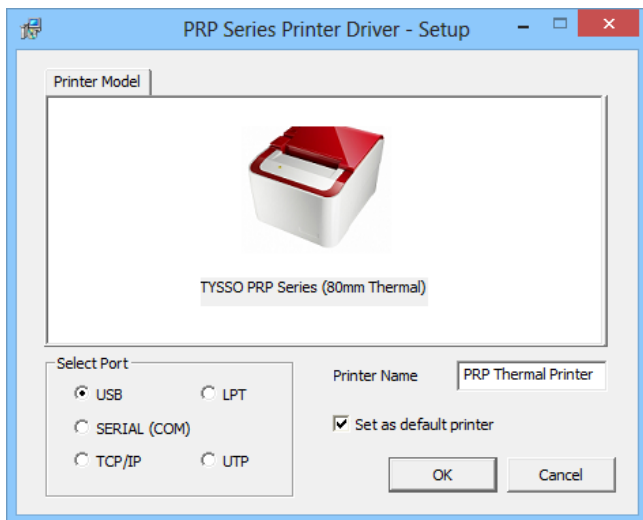 PRP Series Printer Driver - Setup
Printer Model
TYSSO PRP Series (80mm Thermal)
Select Port
USB
LPT
SERIAL (COM)
TCP/IP
UTP
Printer Name
PRP Thermal Printer
Set as default printer
OK
Cancel